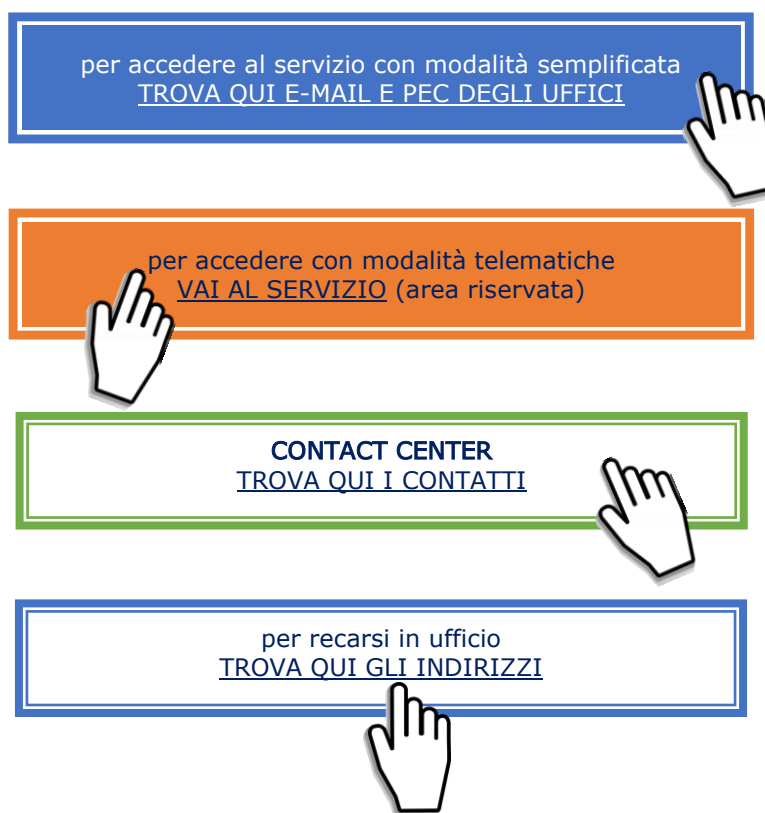 per accedere al servizio con modalità semplificata
TROVA QUI E-MAIL E PEC DEGLI UFFICI
per accedere con modalità telematiche
VAI AL SERVIZIO (area riservata)
CONTACT CENTER
TROVA QUI I CONTATTI
per recarsi in ufficio
TROVA QUI GLI INDIRIZZI